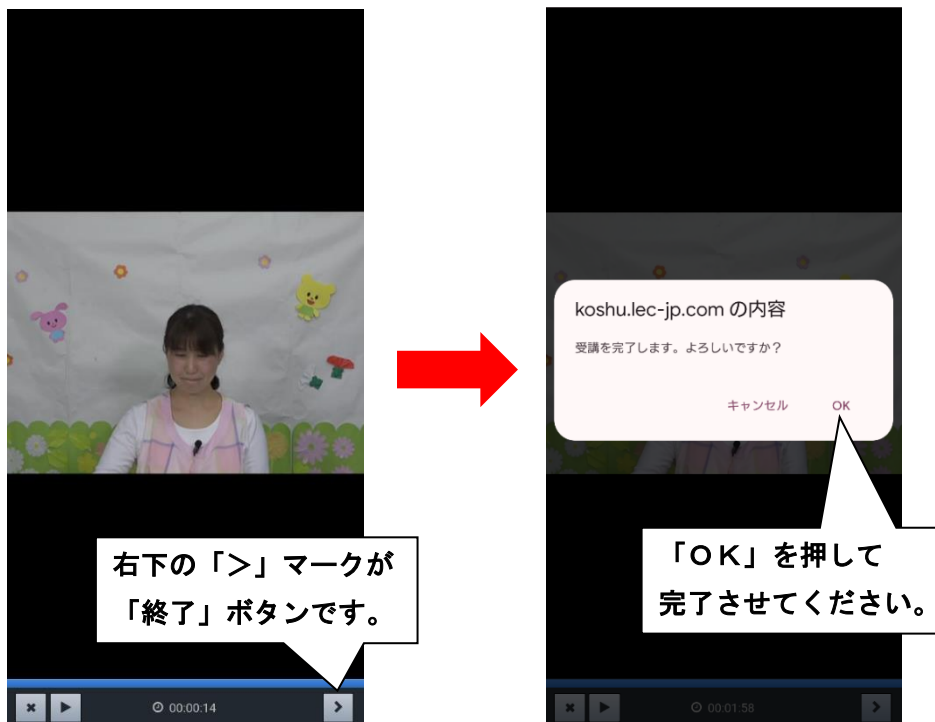 koshu.lec-jp.com の内容
受講を完了します。よろしいですか？
キャンセル OK
右下の「＞」マークが
「終了」ボタンです。
「ＯＫ」を押して
完了させてください。
00:00:14
00:01:58